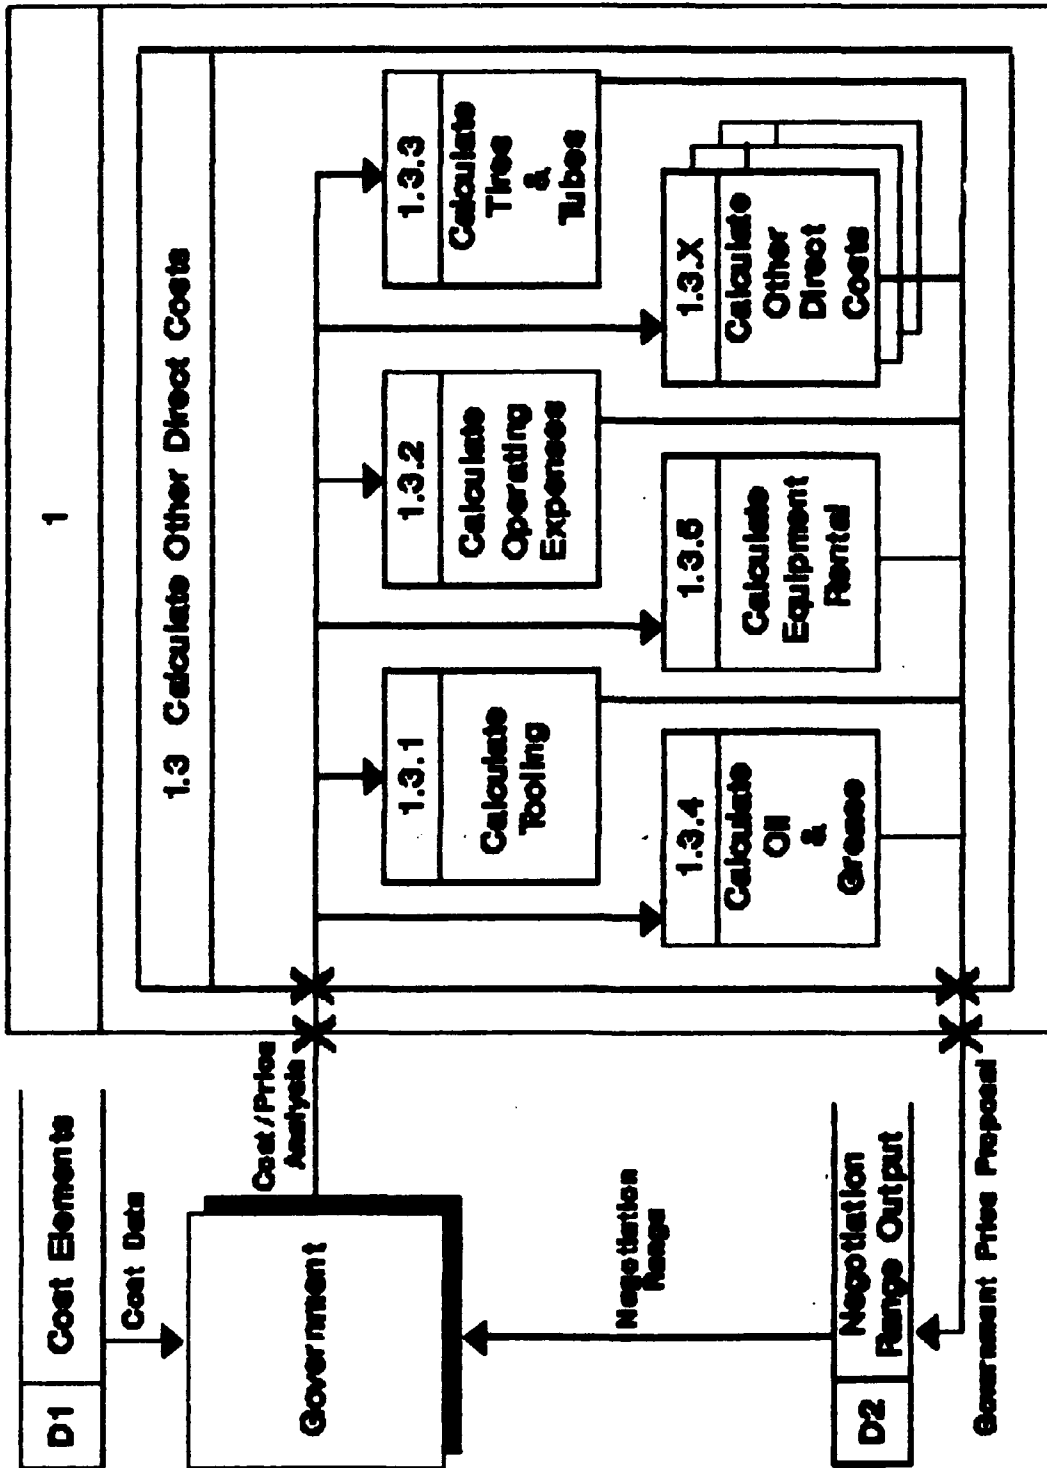 1
1.3 Calculate Other Direct Costs
D1
Cost Elements
Cost Data
Government
Cost/Price
Analysis
1.3.1
Calculate
Tooling
1.3.2
Calculate
Operating
Expenses
1.3.3
Calculate
Tires
&
Tubes
1.3.4
Calculate
Oil
&
Grease
1.3.5
Calculate
Equipment
Rental
1.3.X
Calculate
Other
Direct
Costs
Negotiation
Range
D2
Negotiation
Range Output
Government Price Proposal